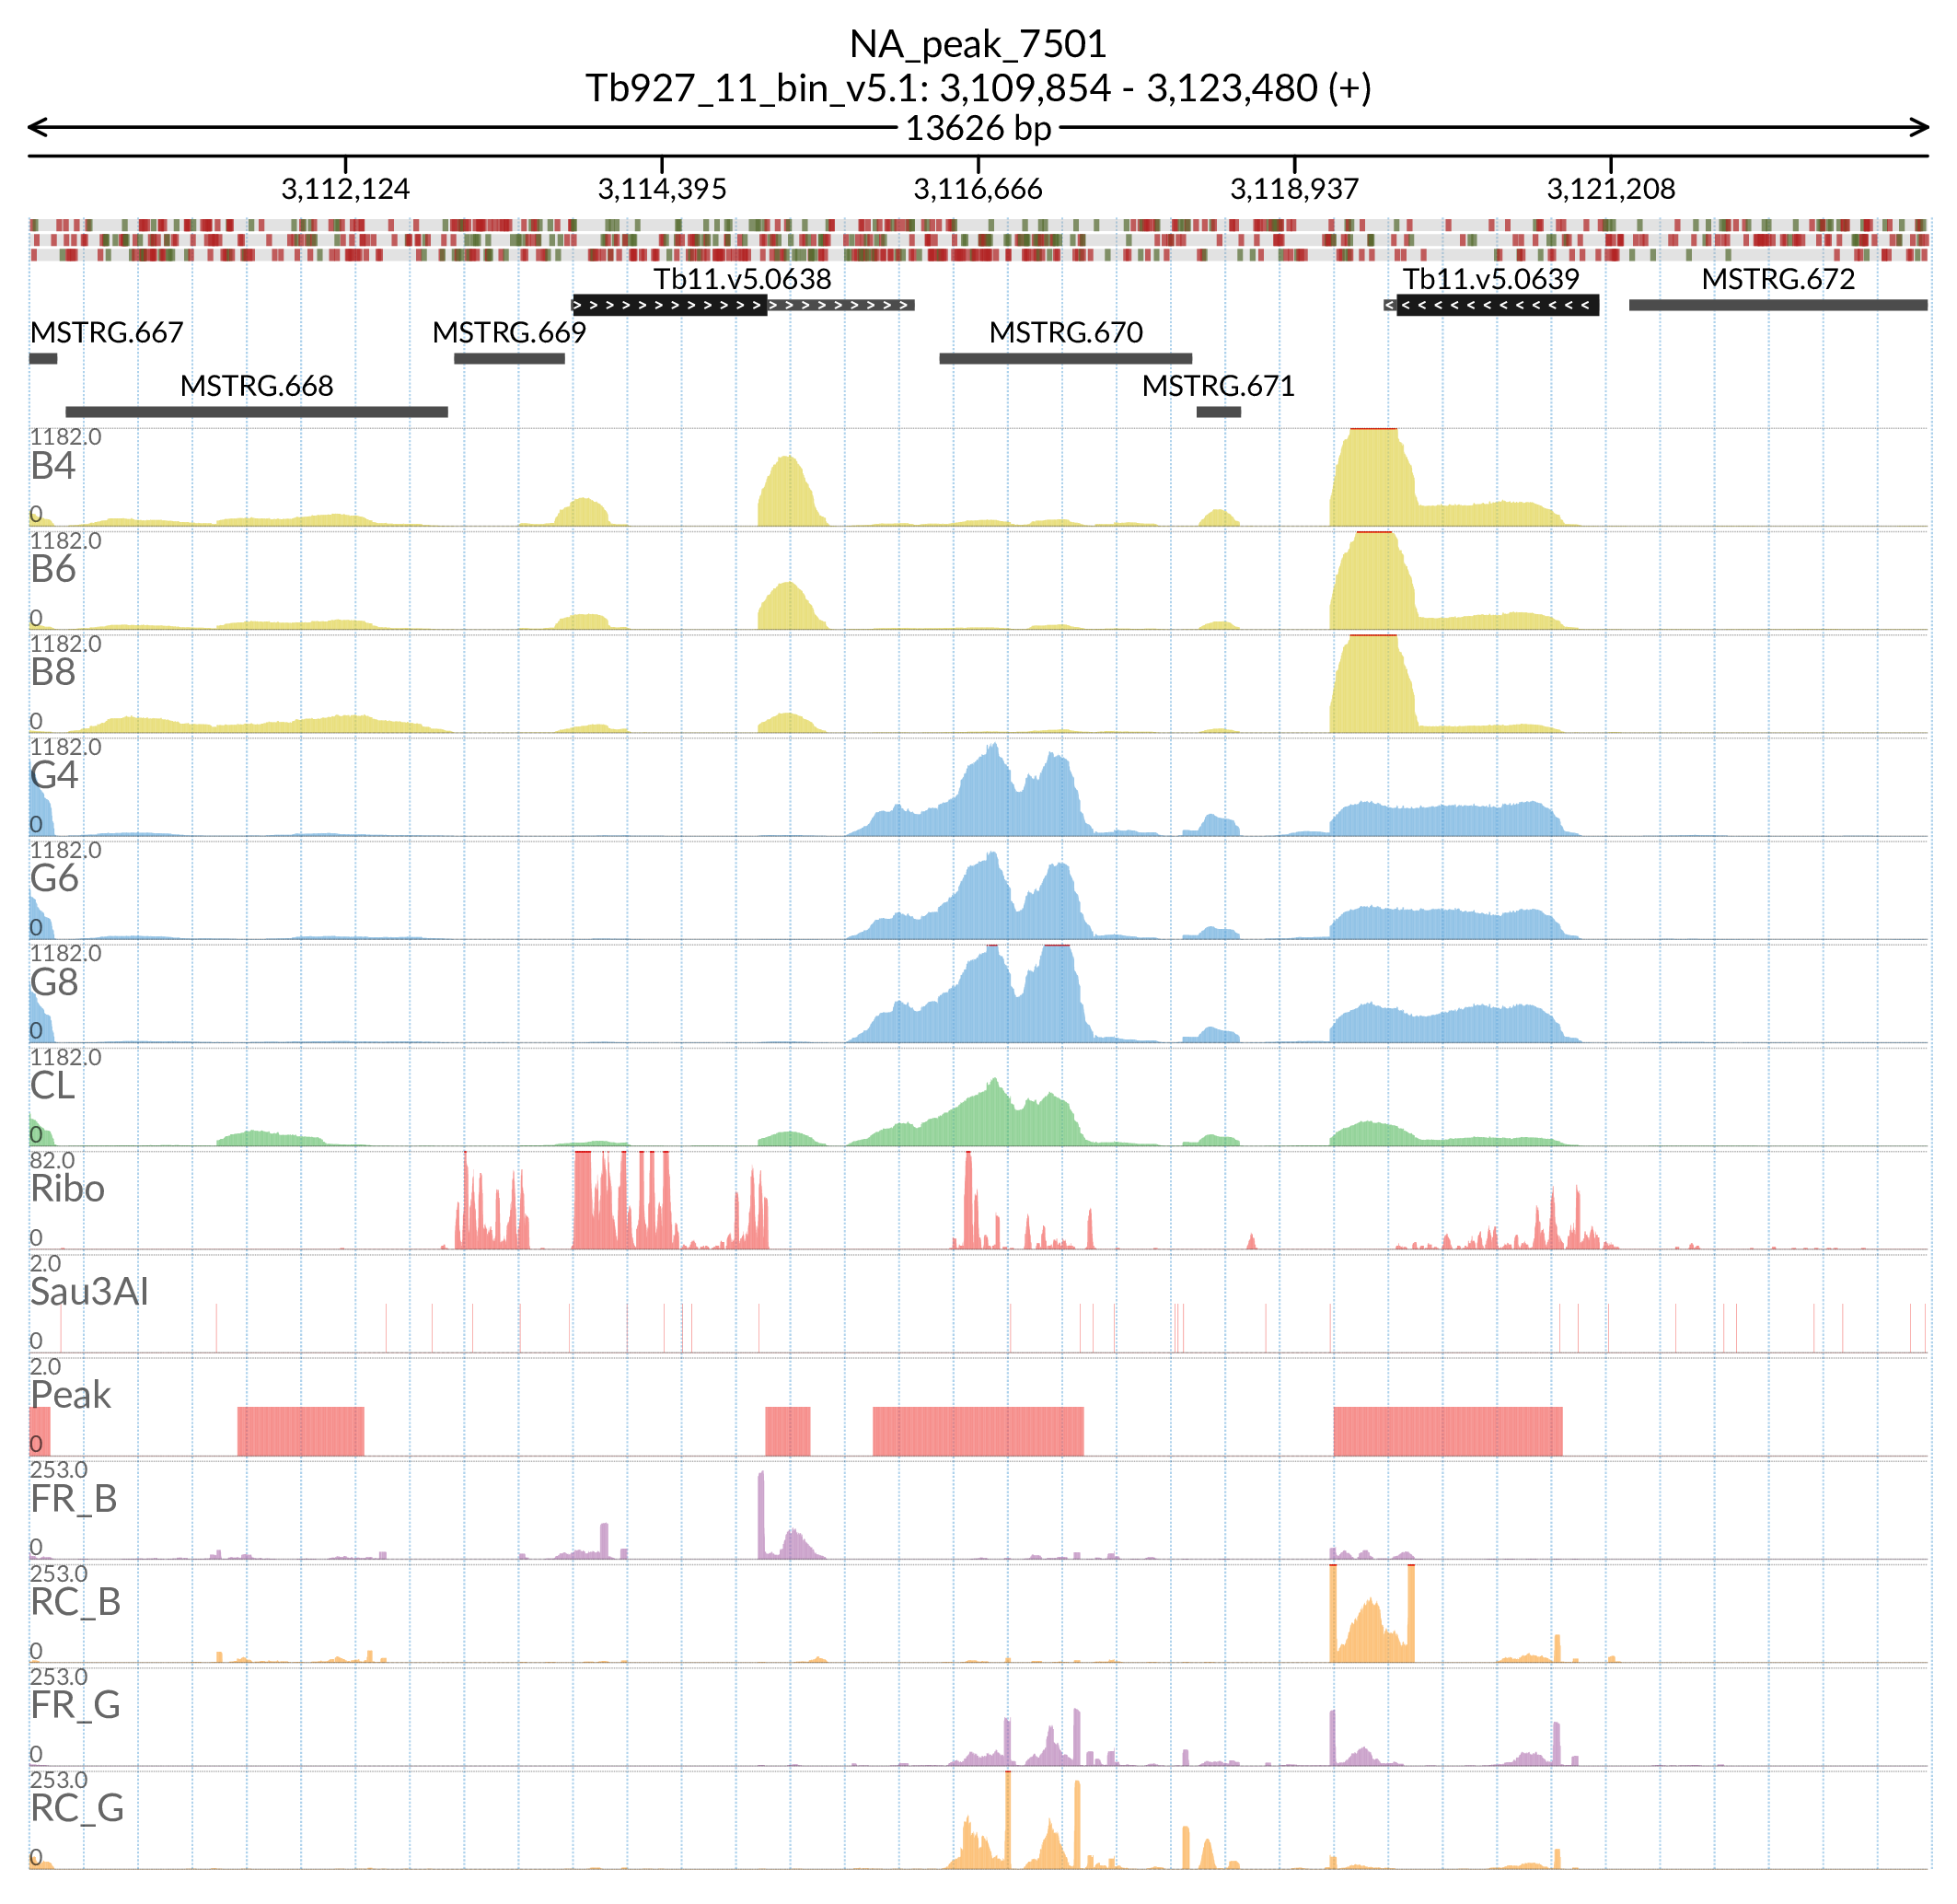 NA_peak_7501
Tb927_11_bin_v5.1: 3,109,854 - 3,123,480 (+)
13626 bp
3,112,124 3,114,395 3,116,666 3,118,937 3,121,208
Tb11.v5.0638 Tb11.v5.0639 MSTRG.672
MSTRG.667 MSTRG.669 MSTRG.670
MSTRG.668 MSTRG.671
1182.0
B4
0
1182.0
B6
0
1182.0
B8
0
1182.0
G4
0
1182.0
G6
0
1182.0
G8
0
1182.0
CL
0
82.0
Ribo
0
2.0
Sau3AI
0
2.0
Peak
0
253.0
FR_B
0
253.0
RC_B
0
253.0
FR_G
0
253.0
RC_G
0